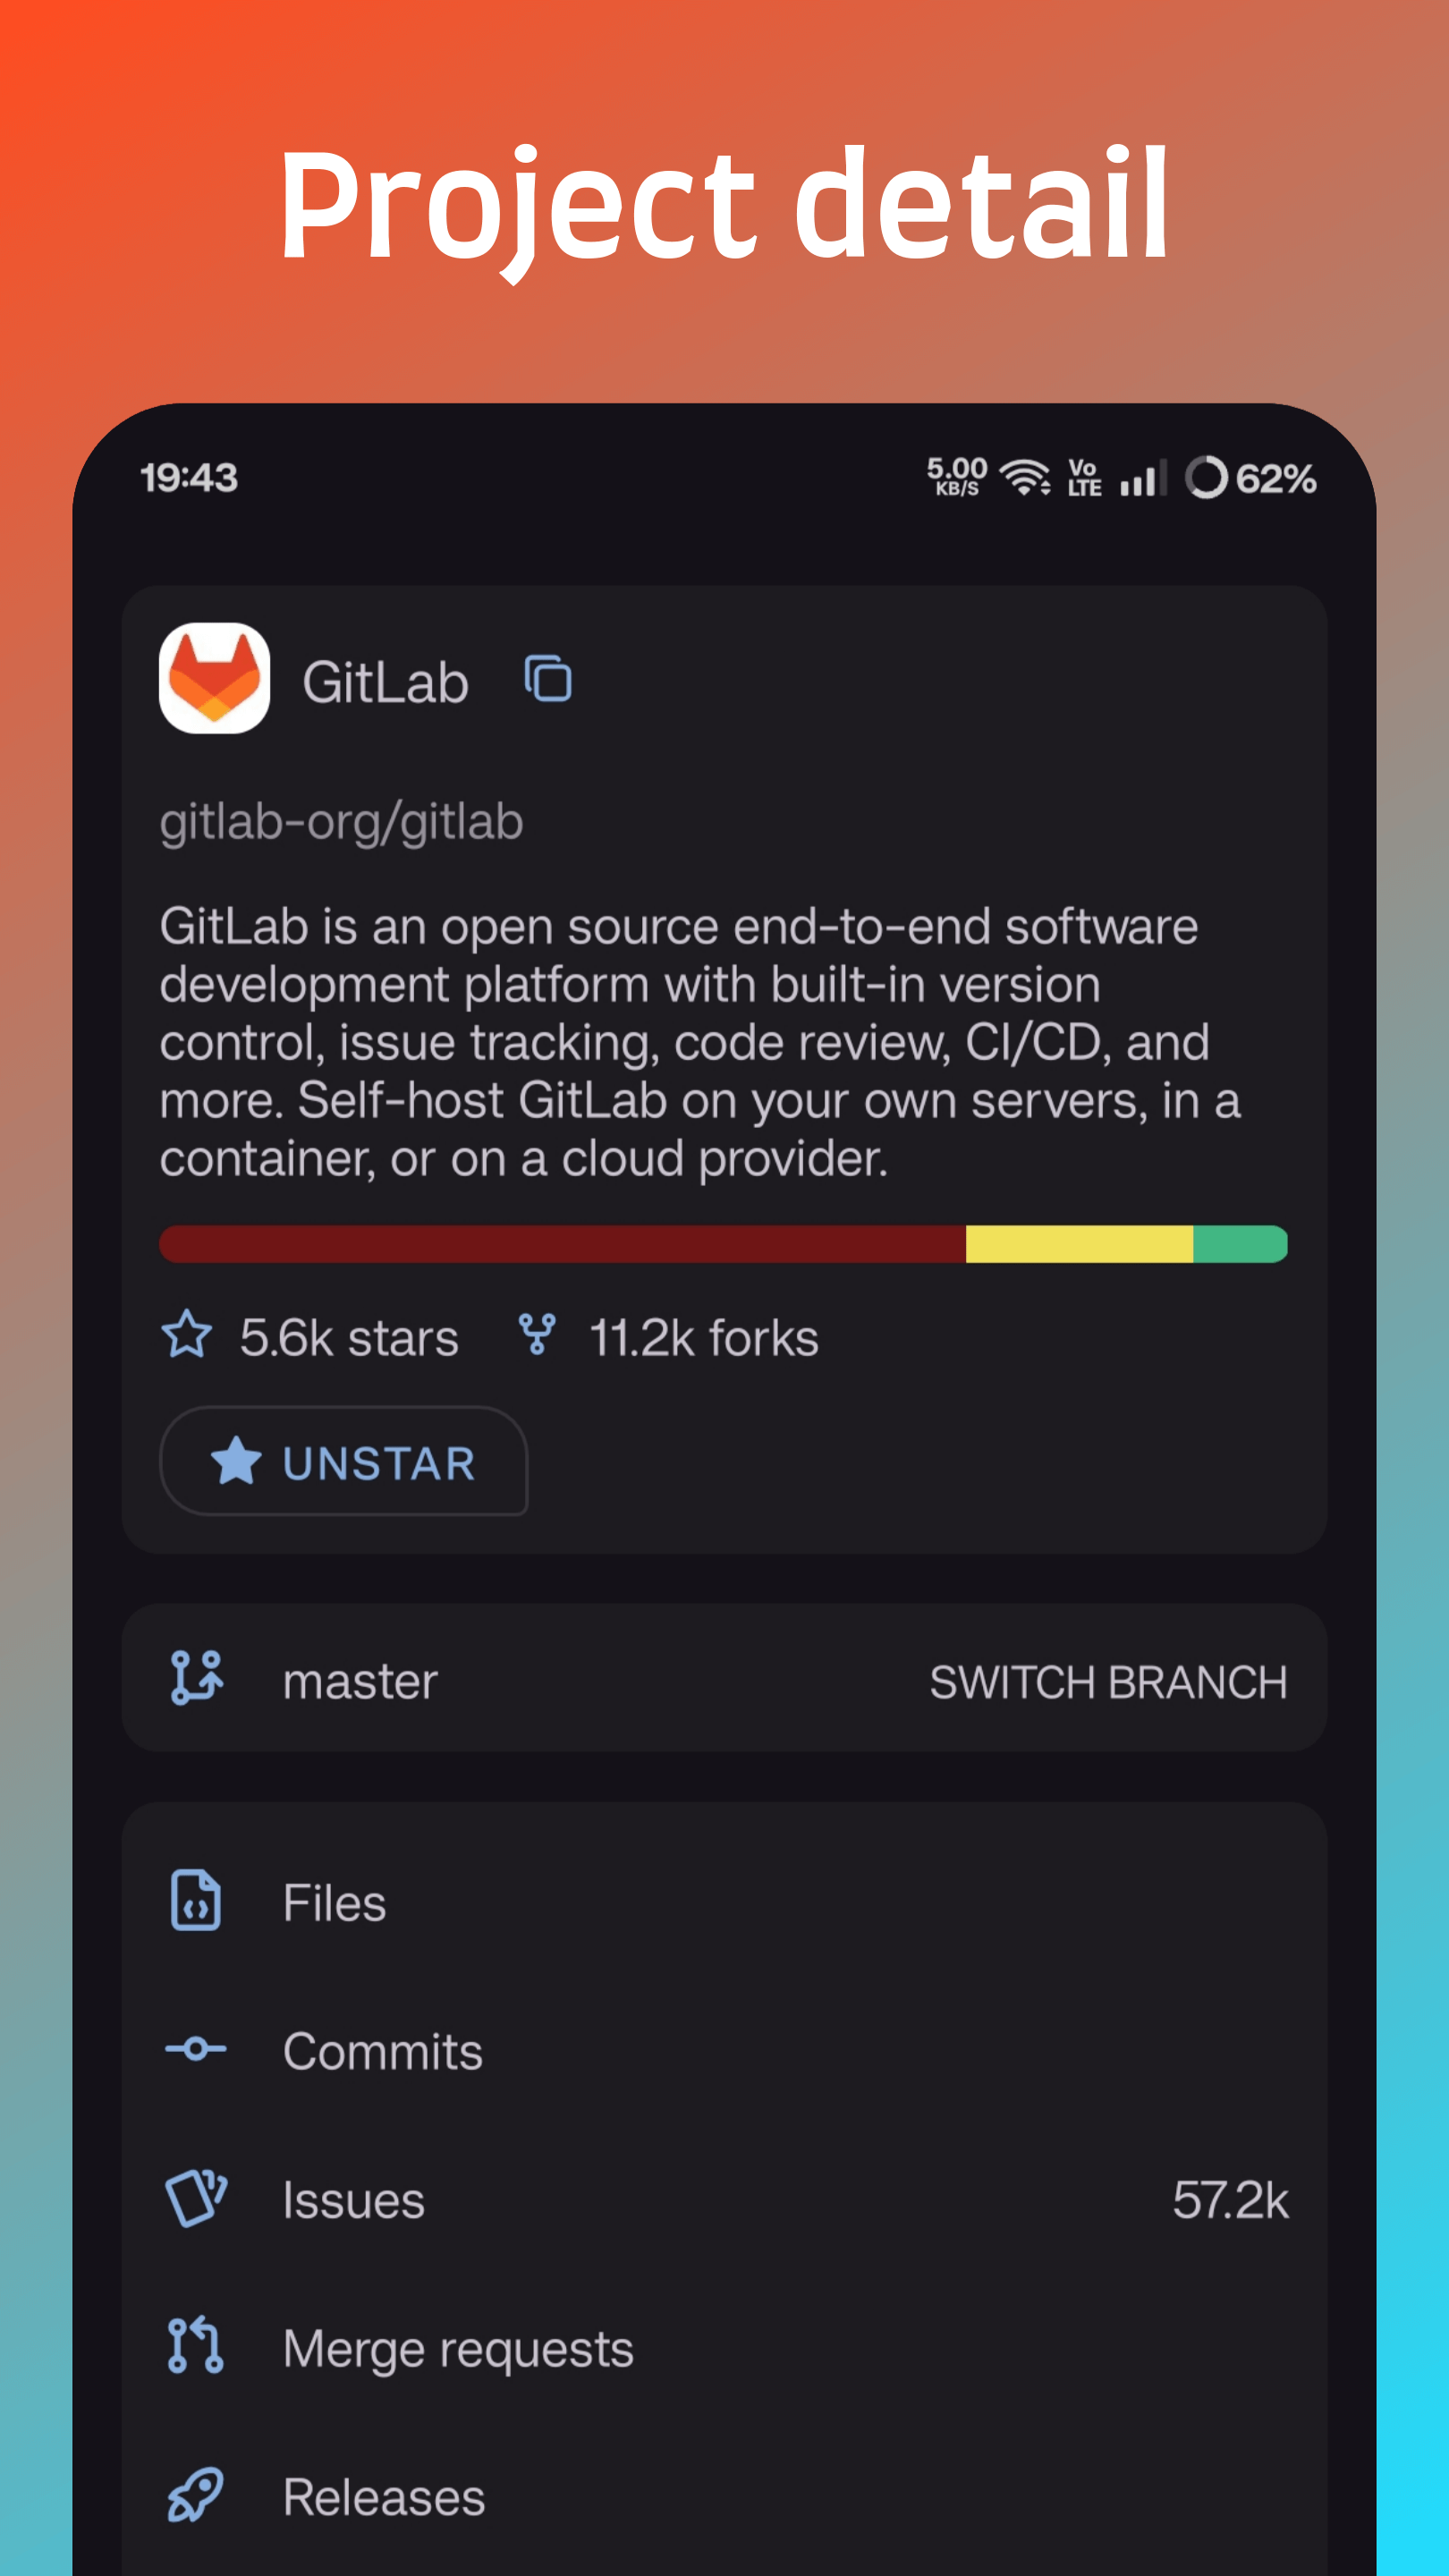 Project detail
19:43
5.00
KB/S
Vo
LTE
62%
GitLab
gitlab-org/gitlab
GitLab is an open source end-to-end software
development platform with built-in version
control, issue tracking, code review, CI/CD, and
more. Self-host GitLab on your own servers, in a
container, or on a cloud provider.
5.6k stars 11.2k forks
UNSTAR
master SWITCH BRANCH
Files
Commits
Issues 57.2k
Merge requests
Releases